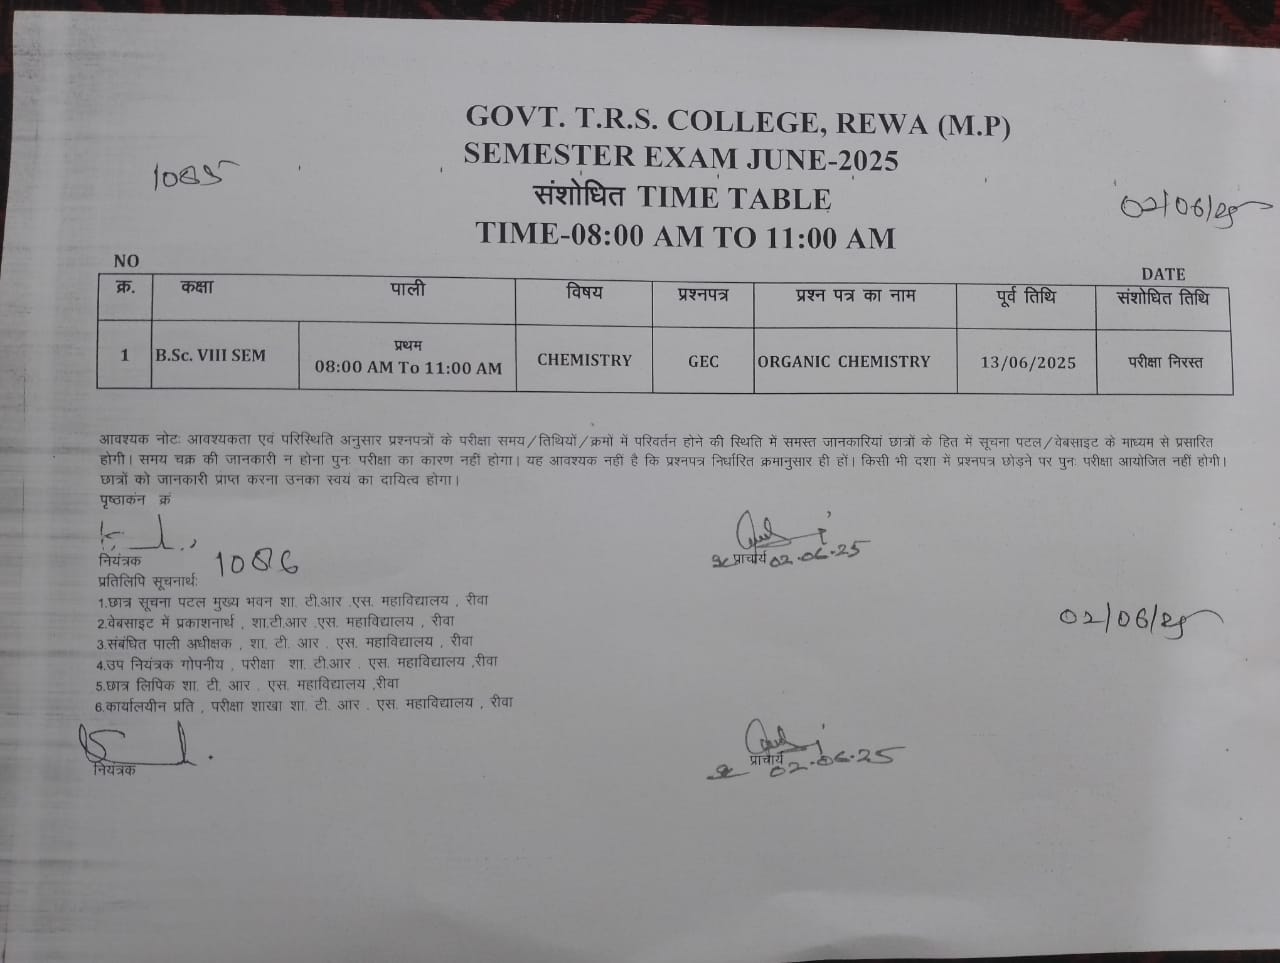 GOVT. T.R.S. COLLEGE, REWA (M.P)
SEMESTER EXAM JUNE-2025
1085
संशोधित TIME TABLE
02/06/25
TIME-08:00 AM TO 11:00 AM
NO
DATE
क्र. कक्षा पाली विषय प्रश्नपत्र प्रश्न पत्र का नाम पूर्व तिथि संशोधित तिथि
1 B.Sc. VIII SEM प्रथम 08:00 AM To 11:00 AM CHEMISTRY GEC ORGANIC CHEMISTRY 13/06/2025 परीक्षा निरस्त
आवश्यक नोटः आवश्यकता एवं परिस्थिति अनुसार प्रश्नपत्रों के परीक्षा समय/तिथियों/क्रमों में परिवर्तन होने की स्थिति में समस्त जानकारियां छात्रों के हित में सूचना पटल/वेबसाइट के माध्यम से प्रसारित
होगी। समय चक्र की जानकारी न होना पुनः परीक्षा का कारण नहीं होगा। यह आवश्यक नहीं है कि प्रश्नपत्र निर्धारित क्रमानुसार ही हों। किसी भी दशा में प्रश्नपत्र छोड़ने पर पुनः परीक्षा आयोजित नहीं होगी।
छात्रों को जानकारी प्राप्त करना उनका स्वयं का दायित्व होगा।
पृष्ठाकंन क्रं
नियंत्रक 1086
प्राचार्य 02.06.25
प्रतिलिपि सूचनार्थः
1.छात्र सूचना पटल मुख्य भवन शा. टी.आर .एस. महाविद्यालय , रीवा
2.वेबसाइट में प्रकाशनार्थ , शा.टी.आर .एस. महाविद्यालय , रीवा
02/06/25
3.संबंधित पाली अधीक्षक , शा. टी. आर . एस. महाविद्यालय , रीवा
4.उप नियंत्रक गोपनीय , परीक्षा शा. टी.आर . एस. महाविद्यालय ,रीवा
5.छात्र लिपिक शा. टी. आर . एस. महाविद्यालय ,रीवा
6.कार्यालयीन प्रति , परीक्षा शाखा शा. टी. आर . एस. महाविद्यालय , रीवा
नियंत्रक
प्राचार्य 02.06.25